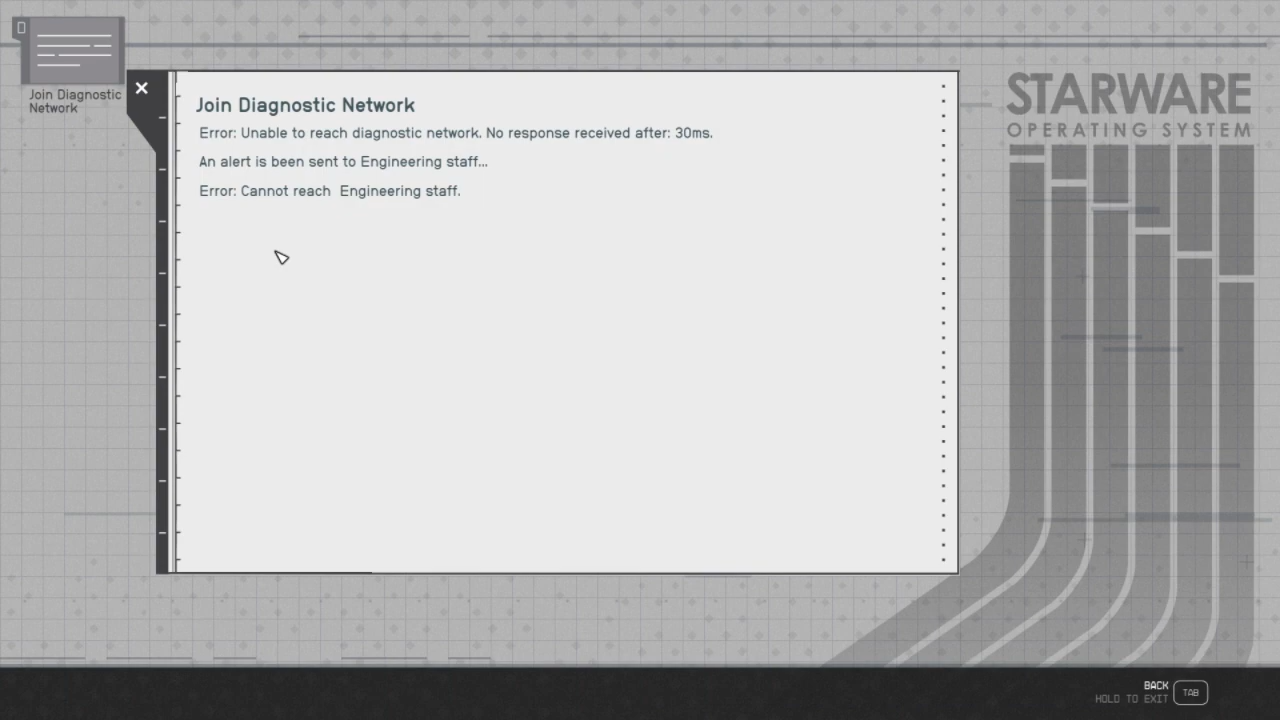 Join Diagnostic
Network
Join Diagnostic Network
Error: Unable to reach diagnostic network. No response received after: 30ms.
An alert is been sent to Engineering staff...
Error: Cannot reach  Engineering staff.
STARWARE
OPERATING SYSTEM
BACK
HOLD TO EXIT
TAB